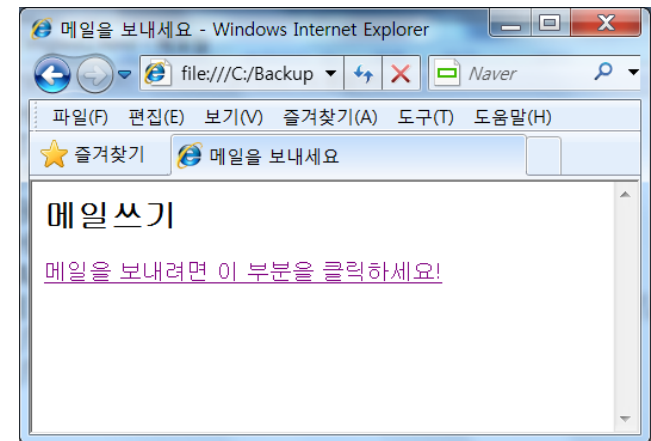 메일을 보내세요 - Windows Internet Explorer
file:///C:/Backup
Naver
파일(F) 편집(E) 보기(V) 즐겨찾기(A) 도구(T) 도움말(H)
즐겨찾기 메일을 보내세요
메일쓰기
메일을 보내려면 이 부분을 클릭하세요!